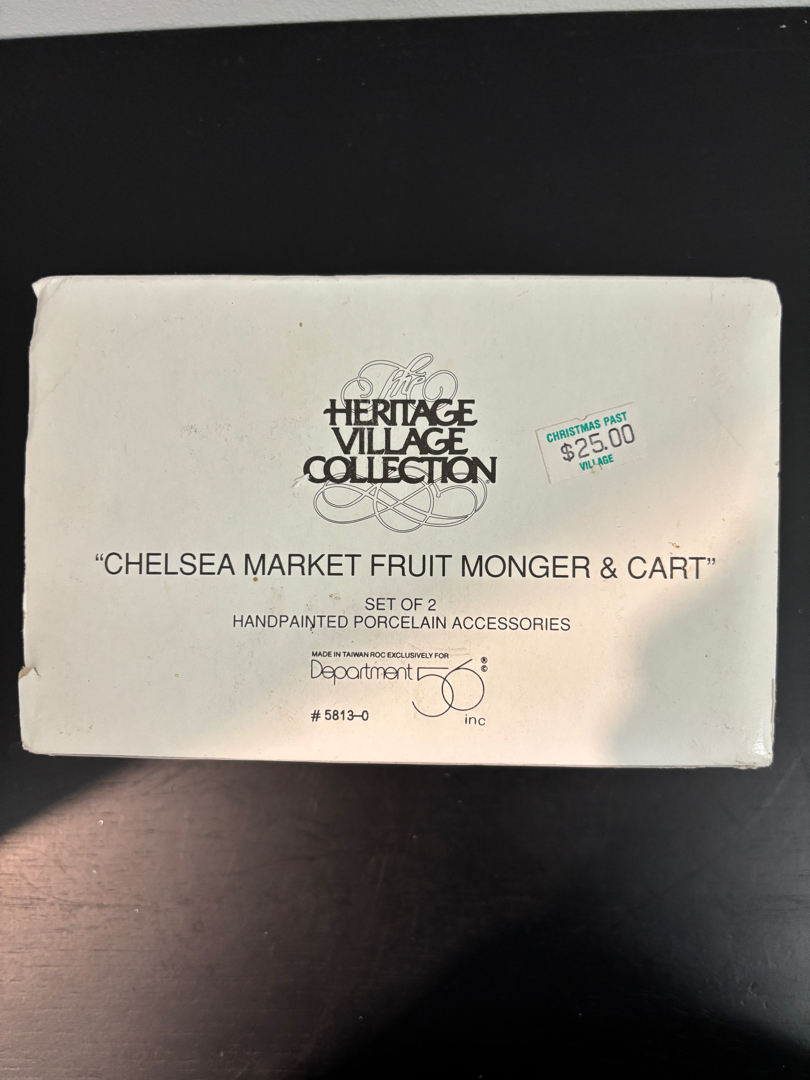 The
HERITAGE
VILLAGE
COLLECTION®
CHRISTMAS PAST
$25.00
VILLAGE
“CHELSEA MARKET FRUIT MONGER & CART”
SET OF 2
HANDPAINTED PORCELAIN ACCESSORIES
MADE IN TAIWAN ROC EXCLUSIVELY FOR
Department 56 ® ©
inc
# 5813-0